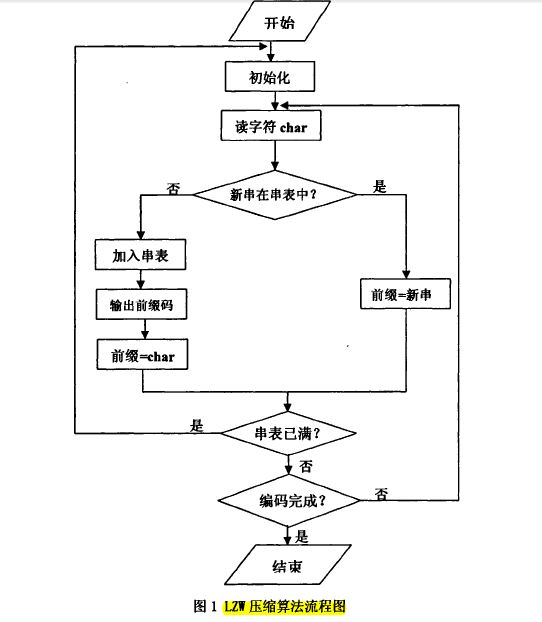 开始
初始化
读字符 char
新串在串表中？
否
是
加入串表
输出前缀码
前缀=新串
前缀=char
是
串表已满？
否
编码完成？
否
是
结束
图 1 LZW 压缩算法流程图